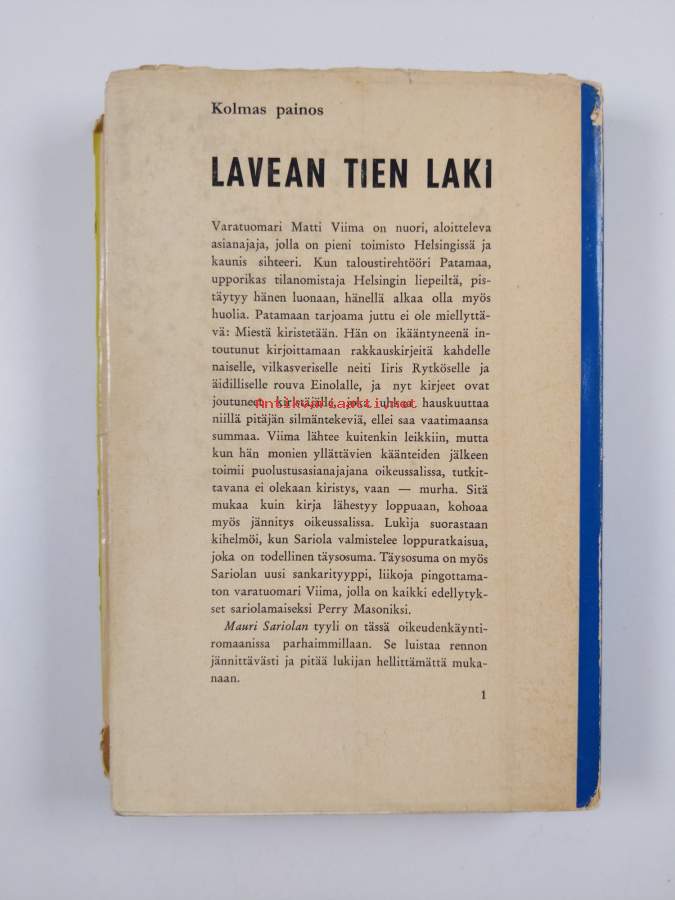 Kolmas painos
LAVEAN TIEN LAKI
Varatuomari Matti Viima on nuori, aloitteleva
asianajaja, jolla on pieni toimisto Helsingissä ja
kaunis sihteeri. Kun taloustirehtööri Patamaa,
upporikas tilanomistaja Helsingin liepeiltä, pis-
täytyy hänen luonaan, hänellä alkaa olla myös
huolia. Patamaan tarjoama juttu ei ole miellyttä-
vä: Miestä kiristetään. Hän on ikääntyneenä in-
toutunut kirjoittamaan rakkauskirjeitä kahdelle
naiselle, vilkasveriselle neiti Iiris Rytköselle ja
äidilliselle rouva Einolalle, ja nyt kirjeet ovat
joutuneet kiristäjälle, joka uhkaa hauskuuttaa
Antikvariaatti.net
niillä pitäjän silmäntekeviä, ellei saa vaatimaansa
summaa. Viima lähtee kuitenkin leikkiin, mutta
kun hän monien yllättävien käänteiden jälkeen
toimii puolustusasianajajana oikeussalissa, tutkit-
tavana ei olekaan kiristys, vaan — murha. Sitä
mukaa kuin kirja lähestyy loppuaan, kohoaa
myös jännitys oikeussalissa. Lukija suorastaan
kihelmöi, kun Sariola valmistelee loppuratkaisua,
joka on todellinen täysosuma. Täysosuma on myös
Sariolan uusi sankarityyppi, liikoja pingottama-
ton varatuomari Viima, jolla on kaikki edellytyk-
set sariolamaiseksi Perry Masoniksi.
Mauri Sariolan tyyli on tässä oikeudenkäynti-
romaanissa parhaimmillaan. Se luistaa rennon
jännittävästi ja pitää lukijan hellittämättä muka-
naan.
1